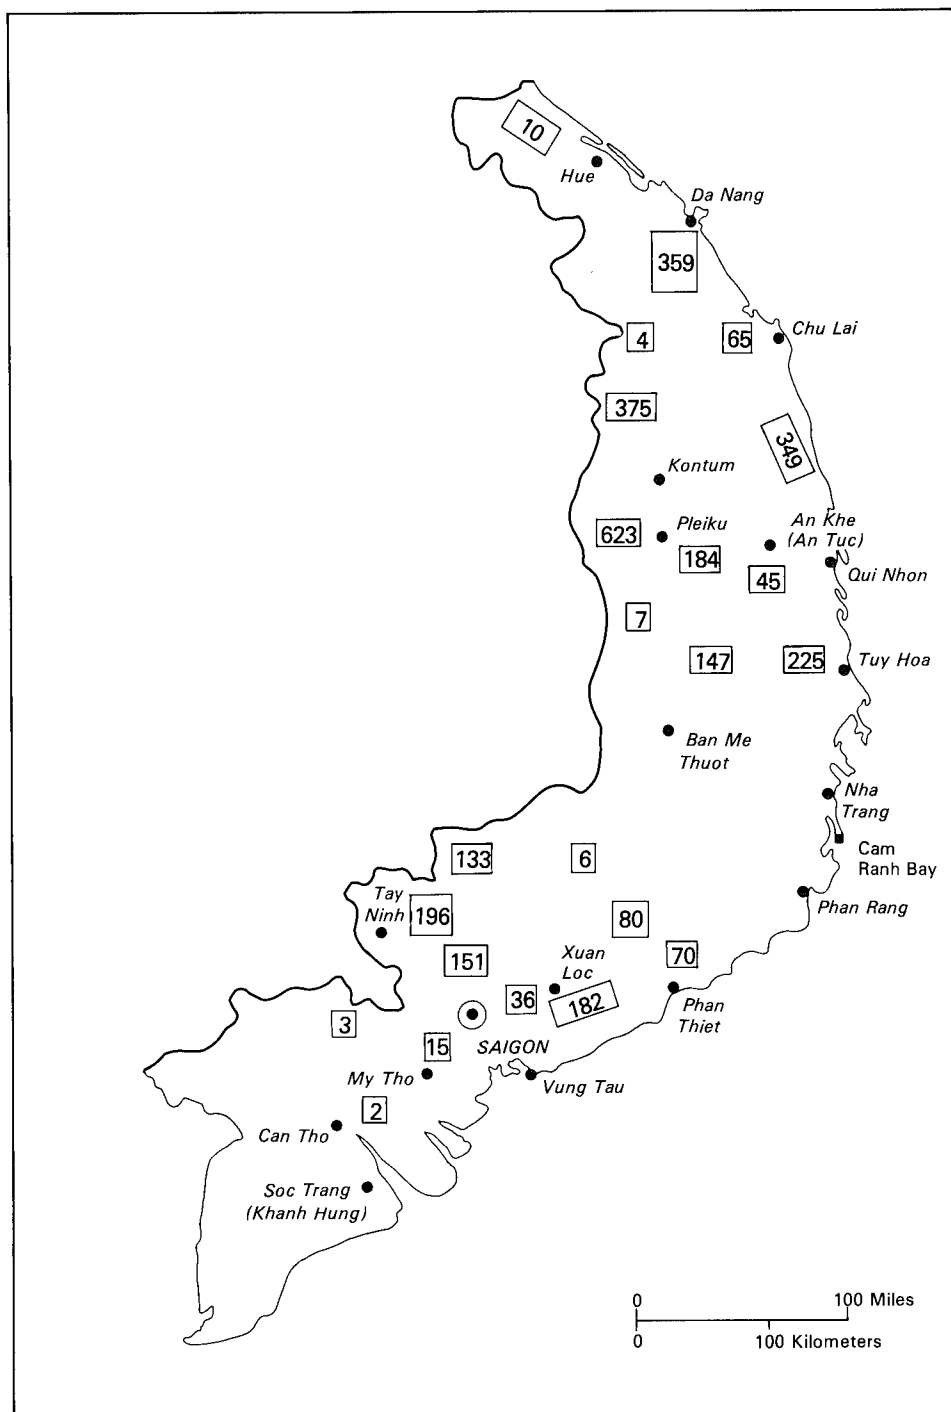 10
Hue
Da Nang
359
4
65
Chu Lai
375
349
Kontum
An Khe
(An Tuc)
623
Pleiku
184
45
Qui Nhon
7
147
225
Tuy Hoa
Ban Me
Thuot
Nha
Trang
Cam
Ranh Bay
133
6
Tay
Ninh
196
80
Phan Rang
151
Xuan
Loc
70
36
182
Phan
Thiet
3
15
SAIGON
My Tho
Vung Tau
2
Can Tho
Soc Trang
(Khanh Hung)
0
100 Miles
0
100 Kilometers